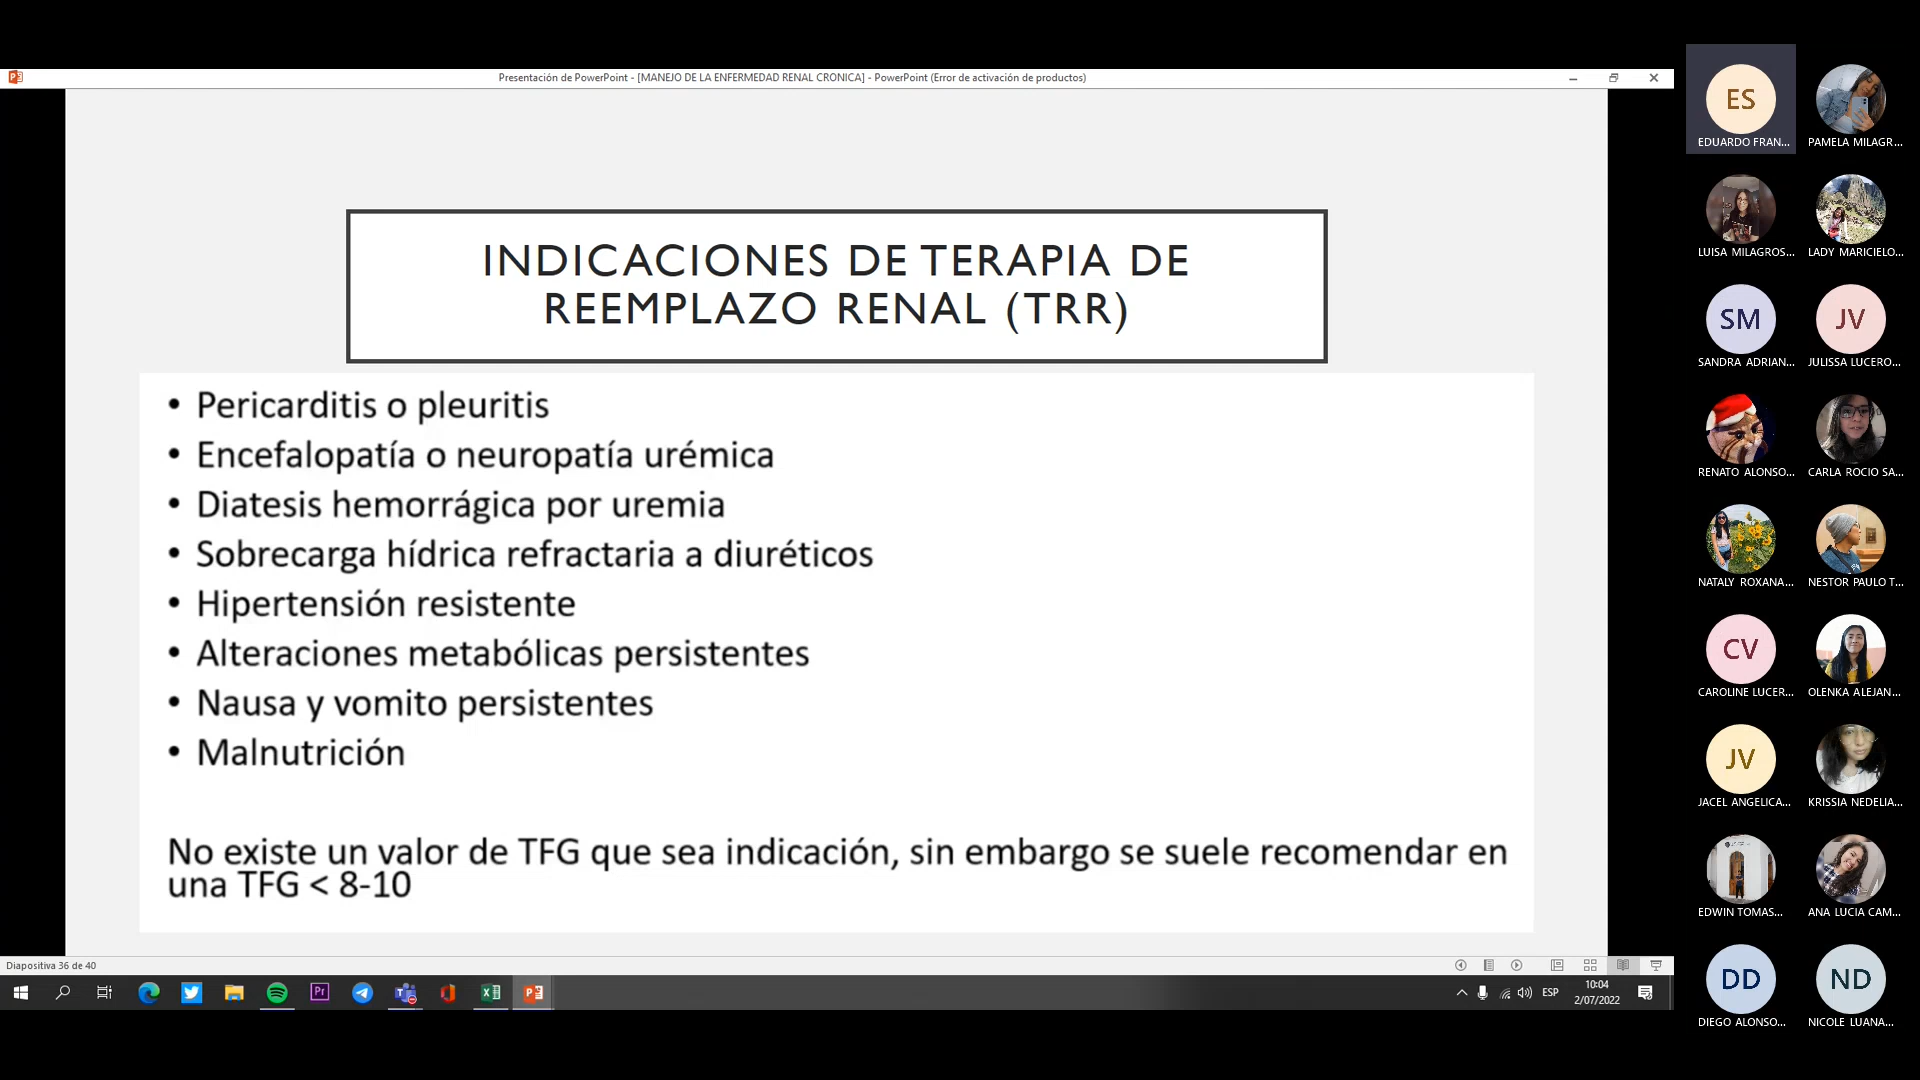 Presentación de PowerPoint - [MANEJO DE LA ENFERMEDAD RENAL CRONICA] - PowerPoint (Error de activación de productos)
INDICACIONES DE TERAPIA DE
REEMPLAZO RENAL (TRR)
• Pericarditis o pleuritis
• Encefalopatía o neuropatía urémica
• Diatesis hemorrágica por uremia
• Sobrecarga hídrica refractaria a diuréticos
• Hipertensión resistente
• Alteraciones metabólicas persistentes
• Nausa y vomito persistentes
• Malnutrición
No existe un valor de TFG que sea indicación, sin embargo se suele recomendar en
una TFG < 8-10
Diapositiva 36 de 40
Pr
ESP
10:04
2/07/2022
ES
EDUARDO FRAN...
PAMELA MILAGR...
LUISA MILAGROS...
LADY MARICIELO...
SM
JV
SANDRA ADRIAN...
JULISSA LUCERO...
RENATO ALONSO...
CARLA ROCIO SA...
NATALY ROXANA...
NESTOR PAULO T...
CV
CAROLINE LUCER...
OLENKA ALEJAN...
JV
JACEL ANGELICA...
KRISSIA NEDELIA...
EDWIN TOMAS...
ANA LUCIA CAM...
DD
ND
DIEGO ALONSO...
NICOLE LUANA...